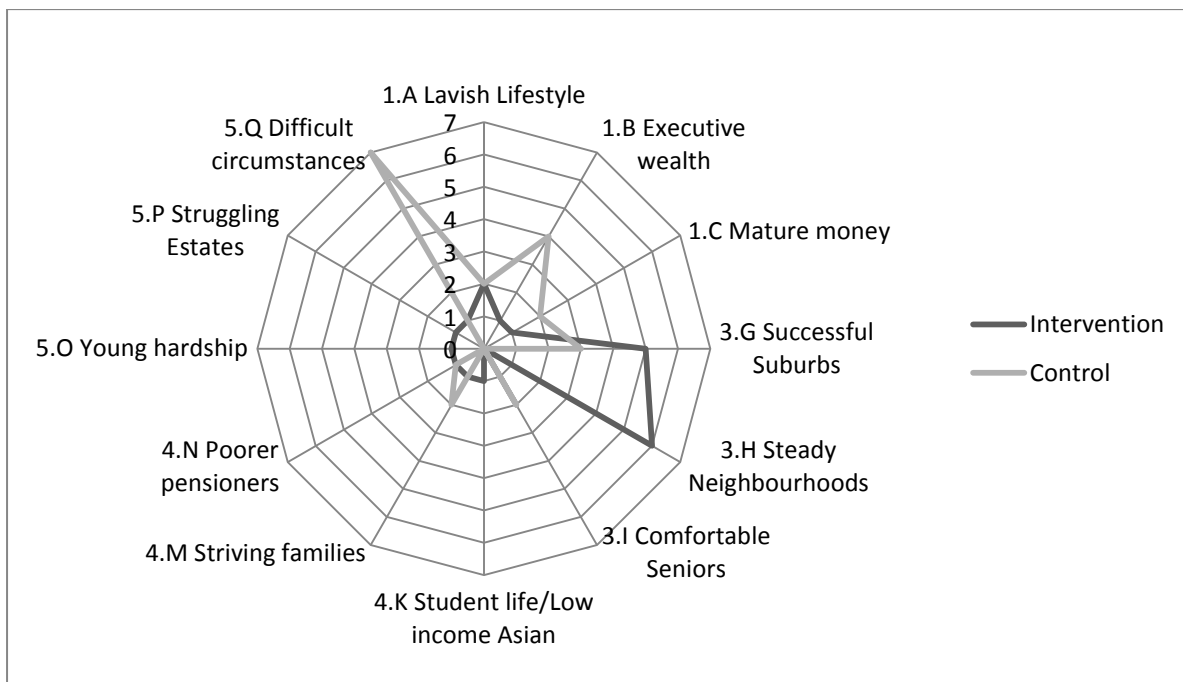 1.A Lavish Lifestyle
1.B Executive
wealth
1.C Mature money
3.G Successful
Suburbs
3.H Steady
Neighbourhoods
3.I Comfortable
Seniors
4.K Student life/Low
income Asian
4.M Striving families
4.N Poorer
pensioners
5.O Young hardship
5.P Struggling
Estates
5.Q Difficult
circumstances
7
6
5
4
3
2
1
0
Intervention
Control